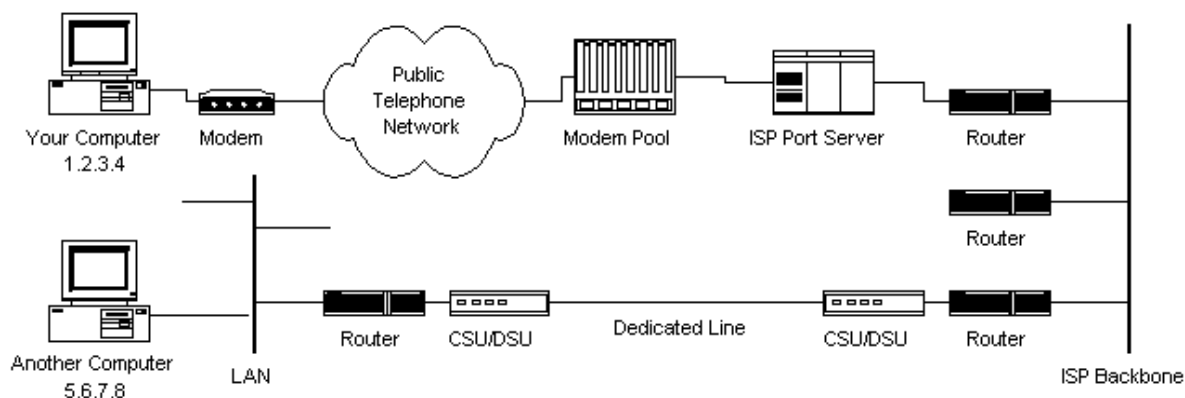 Public
Telephone
Network
Your Computer
1.2.3.4
Modem
Modem Pool
ISP Port Server
Router
Router
Another Computer
5.6.7.8
LAN
Router
CSU/DSU
Dedicated Line
CSU/DSU
Router
ISP Backbone